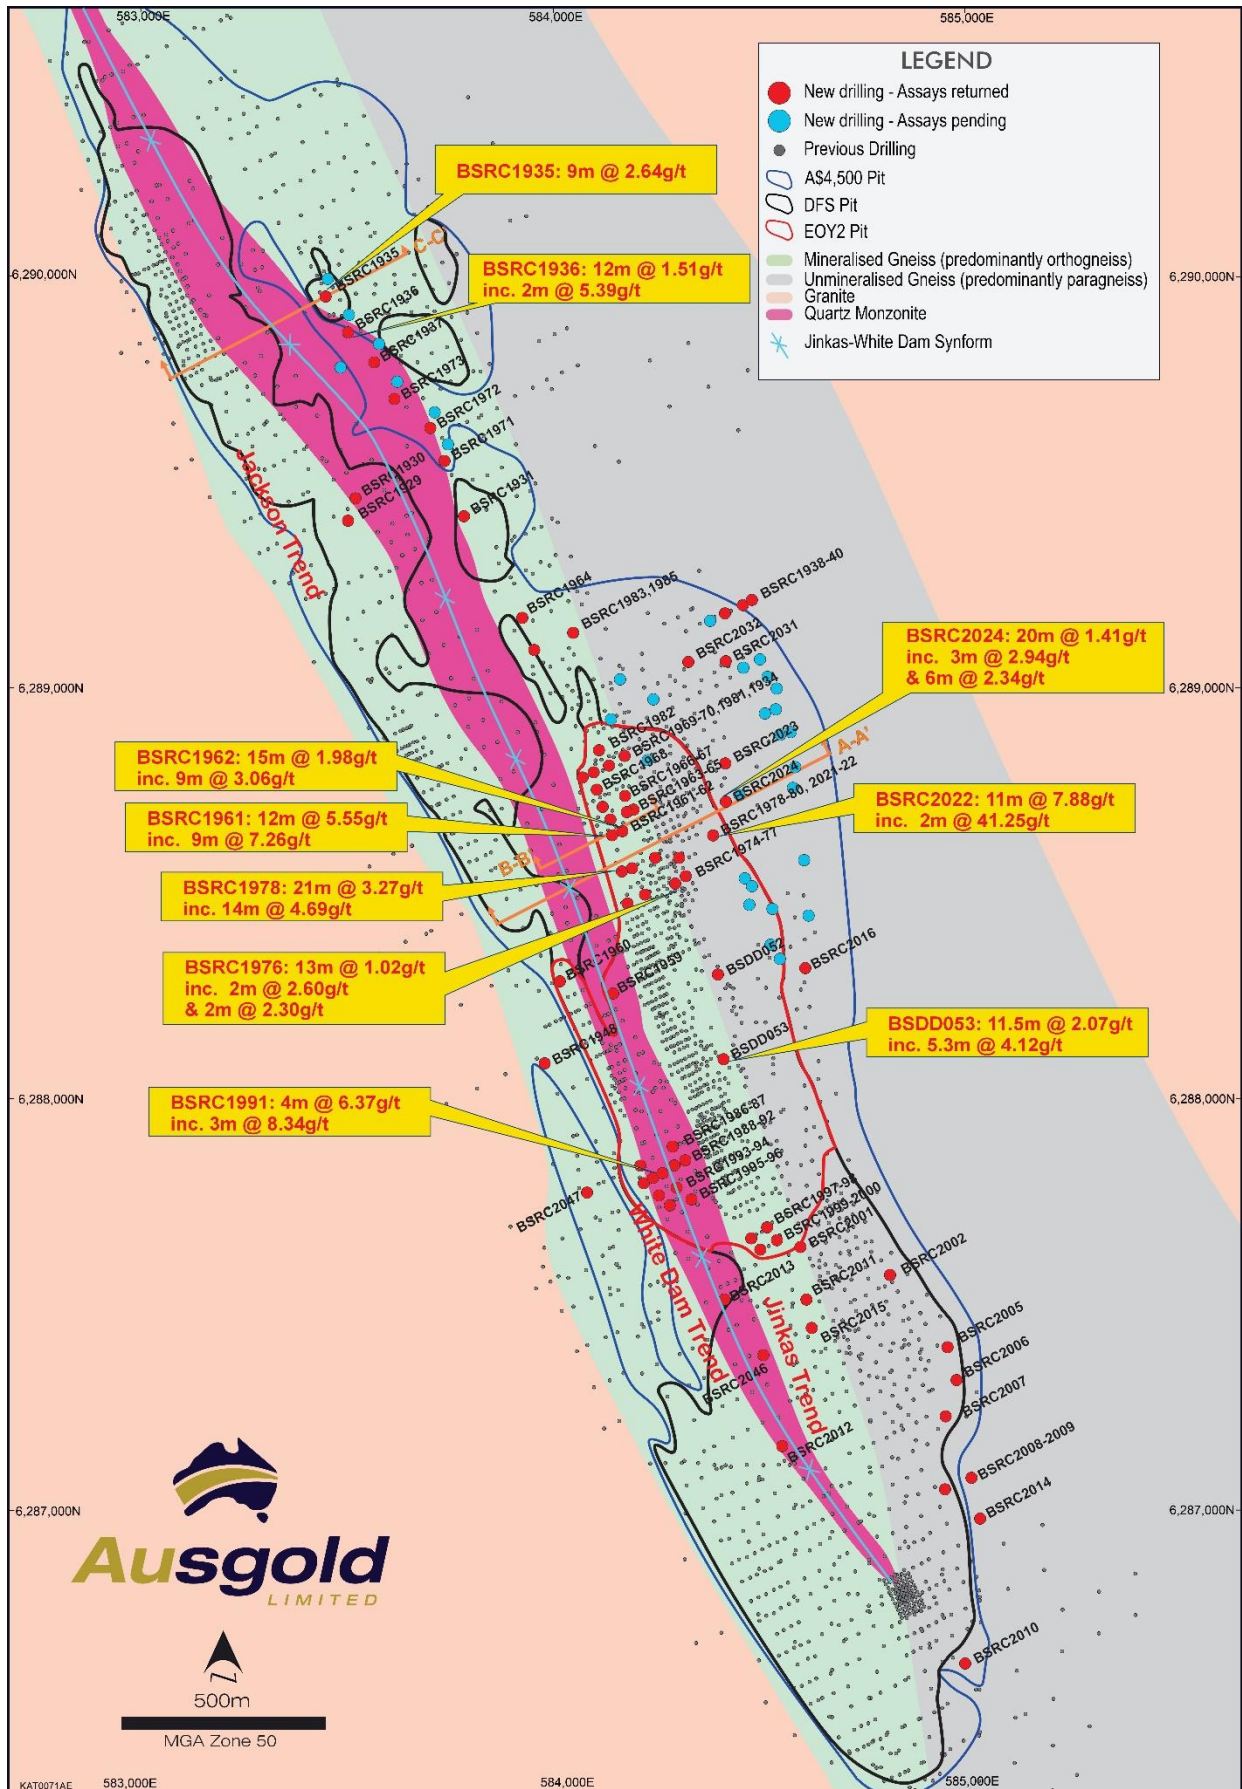 583,000E
584,000E
585,000E
LEGEND
New drilling - Assays returned
New drilling - Assays pending
Previous Drilling
A$4,500 Pit
DFS Pit
EOY2 Pit
Mineralised Gneiss (predominantly orthogneiss)
Unmineralised Gneiss (predominantly paragneiss)
Granite
Quartz Monzonite
Jinkas-White Dam Synform
BSRC1935: 9m @ 2.64g/t
C-C'
BSRC1935
BSRC1936: 12m @ 1.51g/t
inc. 2m @ 5.39g/t
6,290,000N
6,290,000N
BSRC1936
BSRC1937
BSRC1973
BSRC1972
BSRC1971
Jackson Trend
BSRC1930
BSRC1929
BSRC1931
BSRC1964
BSRC1983,1985
BSRC1938-40
BSRC2032
BSRC2031
BSRC2024: 20m @ 1.41g/t
inc. 3m @ 2.94g/t
& 6m @ 2.34g/t
6,289,000N
6,289,000N
BSRC1982
BSRC1969-70,1981,1934
BSRC2023
A-A'
BSRC1962: 15m @ 1.98g/t
inc. 9m @ 3.06g/t
BSRC1968
BSRC1966-67
BSRC1963-65
BSRC1961-62
BSRC2024
BSRC1978-80, 2021-22
BSRC1961: 12m @ 5.55g/t
inc. 9m @ 7.26g/t
BSRC2022: 11m @ 7.88g/t
inc. 2m @ 41.25g/t
B-B'
BSRC1974-77
BSRC1978: 21m @ 3.27g/t
inc. 14m @ 4.69g/t
BSRC1976: 13m @ 1.02g/t
inc. 2m @ 2.60g/t
& 2m @ 2.30g/t
BSRC1960
BSRC1959
BSDD052
BSRC2016
BSRC1948
BSDD053
BSDD053: 11.5m @ 2.07g/t
inc. 5.3m @ 4.12g/t
6,288,000N
6,288,000N
BSRC1991: 4m @ 6.37g/t
inc. 3m @ 8.34g/t
BSRC1986-87
BSRC1988-92
BSRC1993-94
BSRC1995-96
BSRC2047
BSRC1997-98
BSRC1999-2000
BSRC2001
White Dam Trend
BSRC2002
BSRC2013
Jinkas Trend
BSRC2011
BSRC2015
BSRC2005
BSRC2006
BSRC2046
BSRC2007
BSRC2012
BSRC2008-2009
BSRC2014
6,287,000N
6,287,000N
Ausgold
LIMITED
BSRC2010
N
500m
MGA Zone 50
KAT0071AE
583,000E
584,000E
585,000E